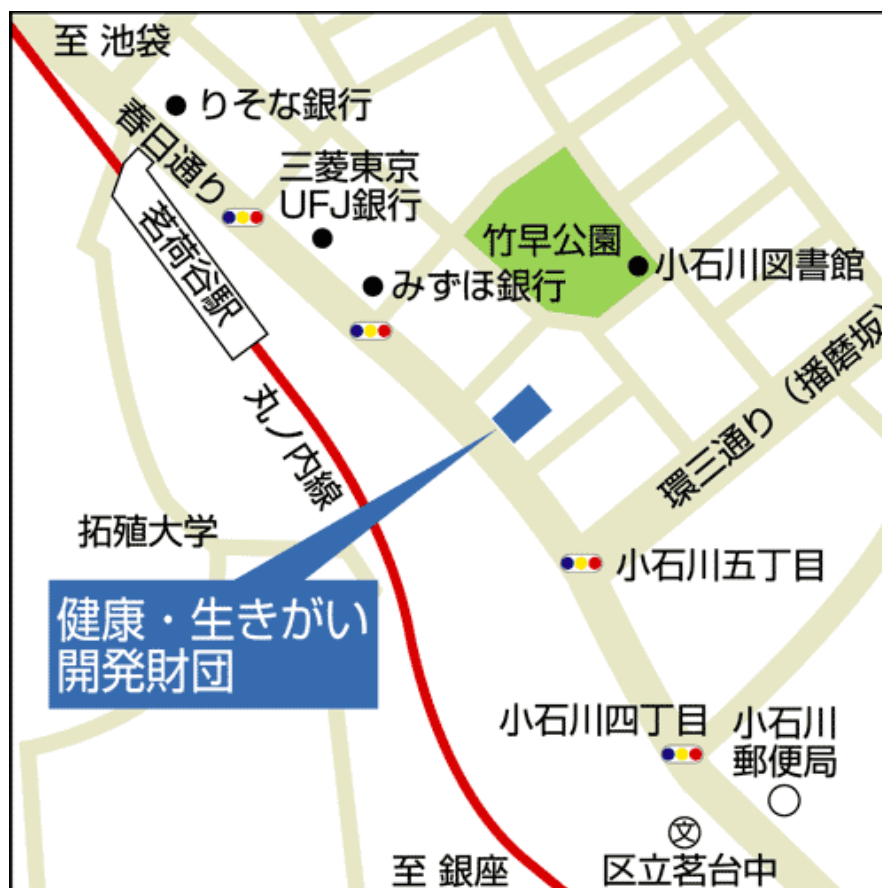 至 池袋
りそな銀行
春日通り
三菱東京
UFJ銀行
茗荷谷駅
竹早公園
小石川図書館
みずほ銀行
丸ノ内線
環三通り（播磨坂）
拓殖大学
小石川五丁目
健康・生きがい
開発財団
小石川四丁目
小石川
郵便局
文
至 銀座
区立茗台中